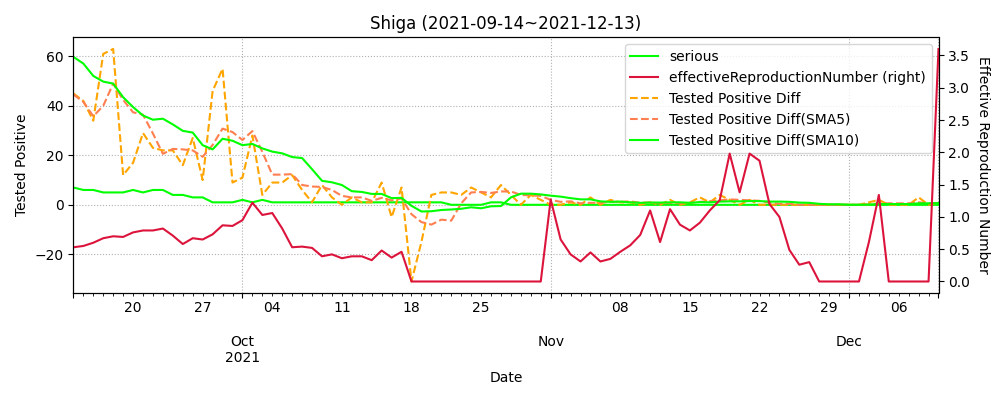 Shiga (2021-09-14~2021-12-13)
serious
effectiveReproductionNumber (right)
Tested Positive Diff
Tested Positive Diff(SMA5)
Tested Positive Diff(SMA10)
Tested Positive
60
40
20
0
−20
3.5
3.0
2.5
2.0
1.5
1.0
0.5
0.0
Effective Reproduction Number
20 27 04 11 18 25 08 15 22 29 06
Oct Nov Dec
2021
Date